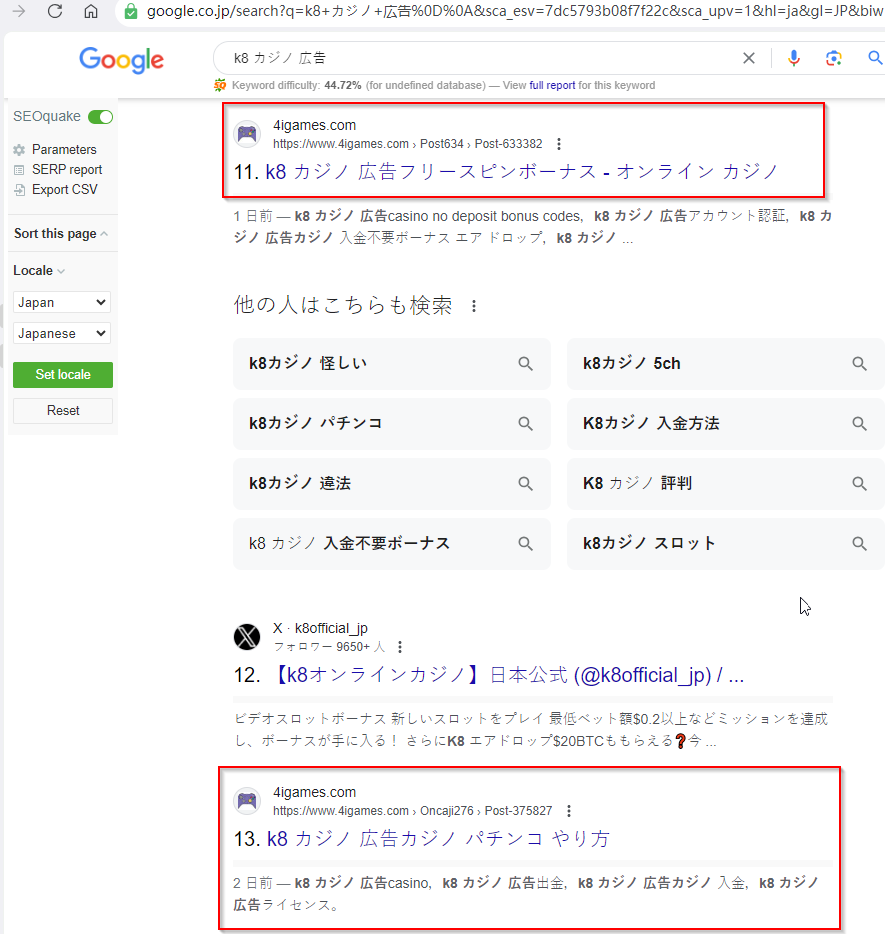 google.co.jp/search?q=k8+カジノ+広告%0D%0A&sca_esv=7dc5793b08f7f22c&sca_upv=1&hl=ja&gl=JP&biw
Google
k8 カジノ 広告
Keyword difficulty: 44.72% (for undefined database) — View full report for this keyword
SEOquake
Parameters
SERP report
Export CSV
Sort this page
Locale
Japan
Japanese
Set locale
Reset
4igames.com
https://www.4igames.com › Post634 › Post-633382
11. k8 カジノ 広告フリースピンボーナス - オンライン カジノ
1 日前 — k8 カジノ 広告casino no deposit bonus codes, k8 カジノ 広告アカウント認証, k8 カ
ジノ 広告カジノ 入金不要ボーナス エア ドロップ, k8 カジノ ...
他の人はこちらも検索
k8カジノ 怪しい
k8カジノ 5ch
k8カジノ パチンコ
K8カジノ 入金方法
k8カジノ 違法
K8 カジノ 評判
k8 カジノ 入金不要ボーナス
k8カジノ スロット
X · k8official_jp
フォロワー 9650+ 人
12. 【k8オンラインカジノ】日本公式 (@k8official_jp) / ...
ビデオスロットボーナス 新しいスロットをプレイ 最低ベット額$0.2以上などミッションを達成
し、ボーナスが手に入る！ さらにK8 エアドロップ$20BTCももらえる❓今 ...
4igames.com
https://www.4igames.com › Oncaji276 › Post-375827
13. k8 カジノ 広告カジノ パチンコ やり方
2 日前 — k8 カジノ 広告casino, k8 カジノ 広告出金, k8 カジノ 広告カジノ 入金, k8 カジノ
広告ライセンス。